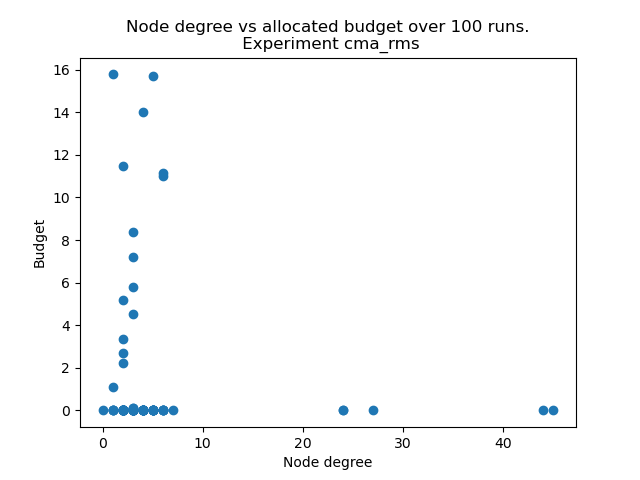 Node degree vs allocated budget over 100 runs.
Experiment cma_rms
16
14
12
10
8
6
4
2
0
Budget
0 10 20 30 40
Node degree